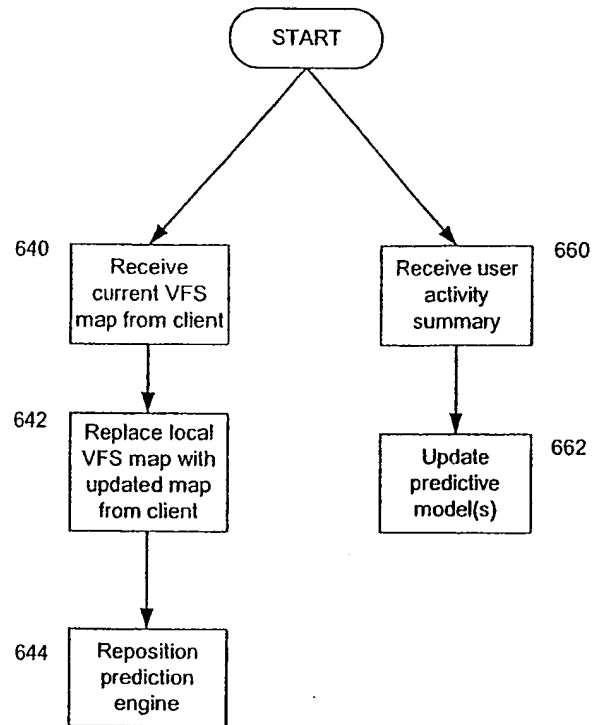 START
640
Receive
current VFS
map from client
660
Receive user
activity
summary
642
Replace local
VFS map with
updated map
from client
662
Update
predictive
model(s)
644
Reposition
prediction
engine